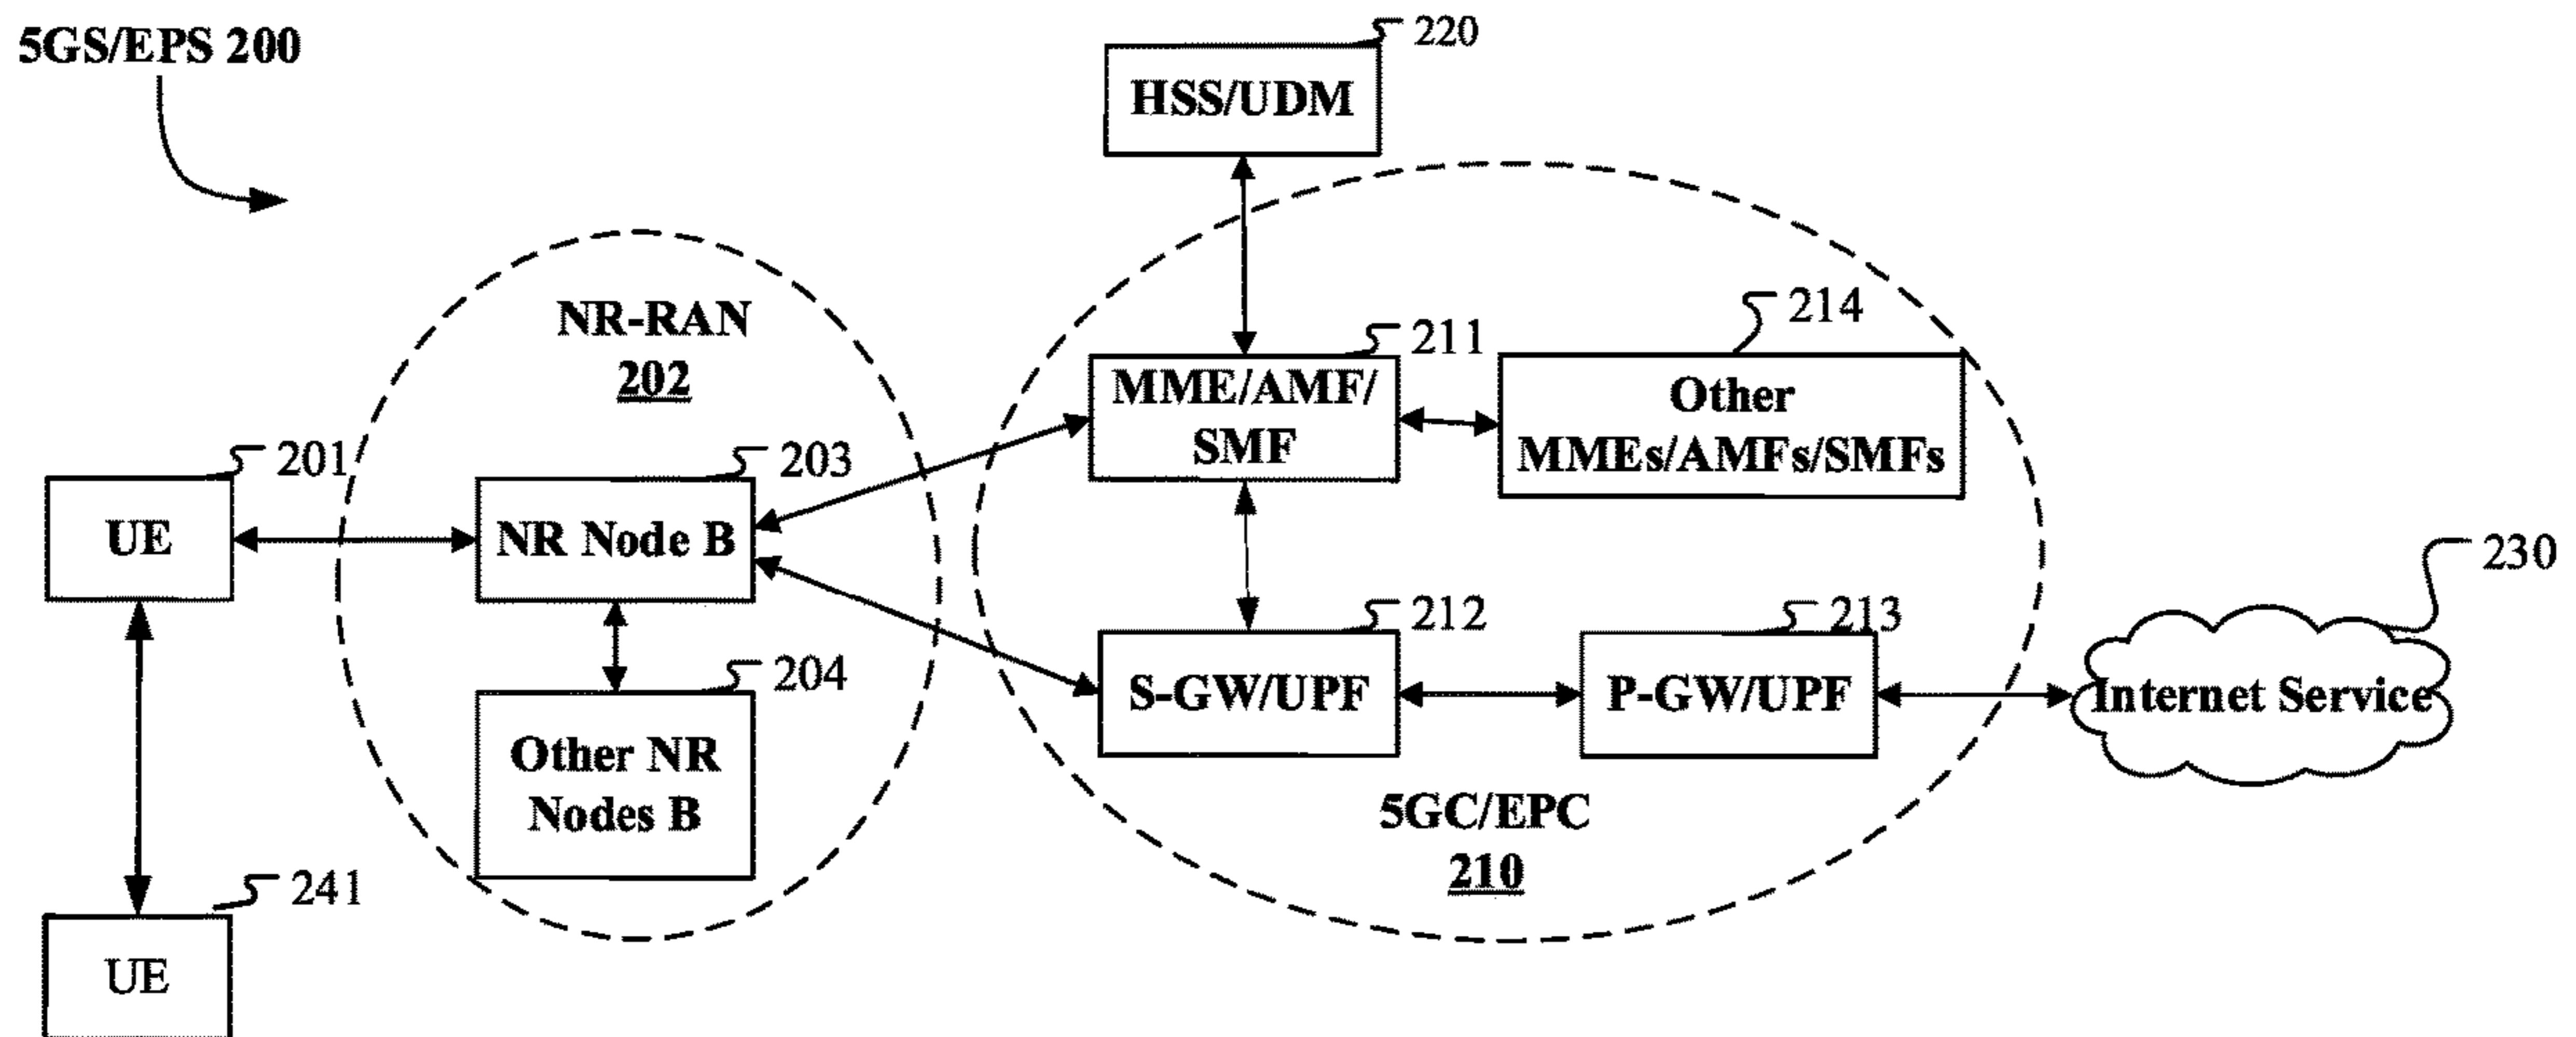 5GS/EPS 200
220
HSS/UDM
NR-RAN
202
211
MME/AMF/
SMF
214
Other
MMEs/AMFs/SMFs
201
UE
203
NR Node B
204
Other NR
Nodes B
212
S-GW/UPF
213
P-GW/UPF
230
Internet Service
5GC/EPC
210
241
UE